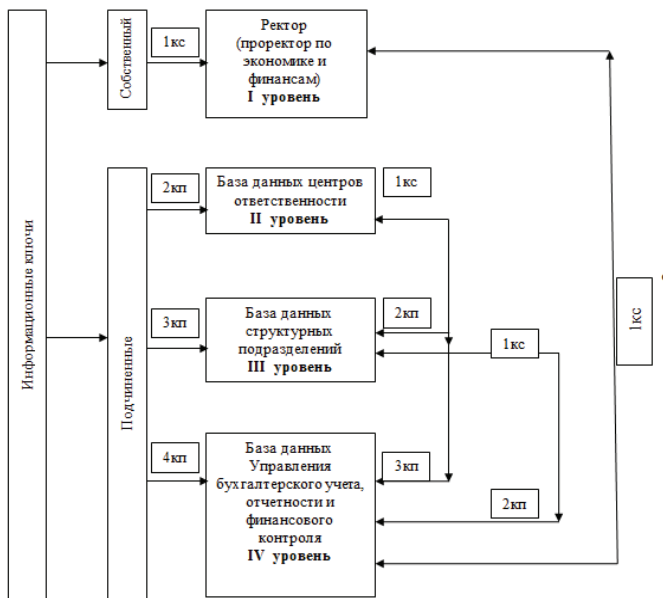 Информационные ключи
Собственный
1кс
Ректор
(проректор по
экономике и
финансам)
I уровень
Подчиненные
2кп
База данных центров
ответственности
II уровень
1кс
3кп
База данных
структурных
подразделений
III уровень
2кп
1кс
1кс
4кп
База данных
Управления
бухгалтерского учета,
отчетности и
финансового
контроля
IV уровень
3кп
2кп